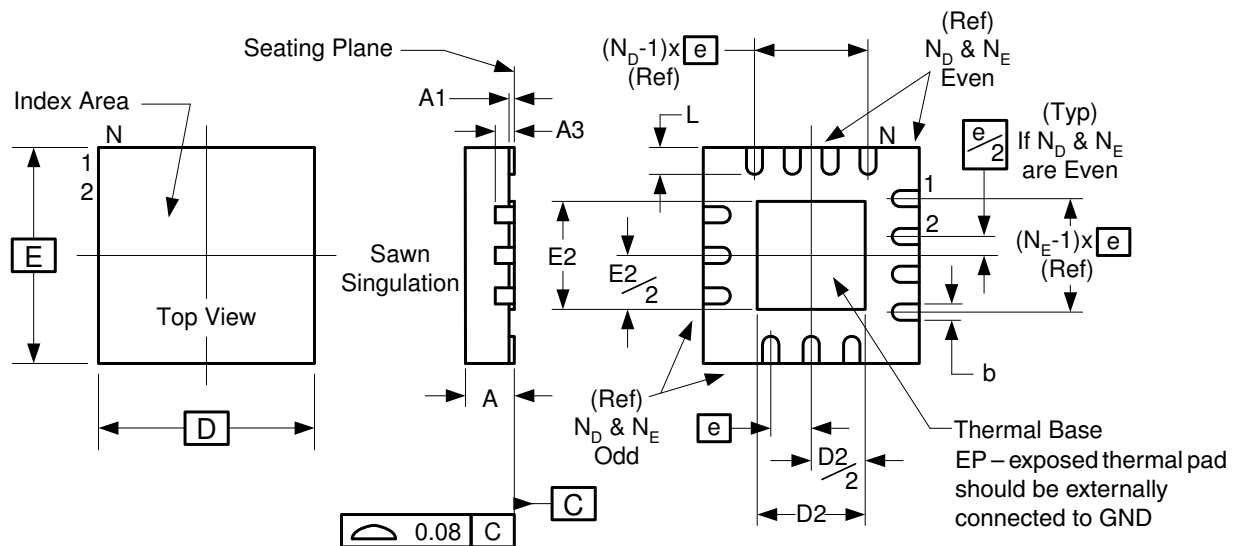 Seating Plane
Index Area
N
1
2
E
Top View
D
A1
A3
Sawn
Singulation
A
C
0.08 C
(N_D-1)x e
(Ref)
L
(Ref)
N_D & N_E
Even
N
e/2
(Typ)
If N_D & N_E
are Even
1
2
(N_E-1)x e
(Ref)
E2
E2/2
b
(Ref)
N_D & N_E
Odd
e
D2/2
D2
Thermal Base
EP – exposed thermal pad
should be externally
connected to GND